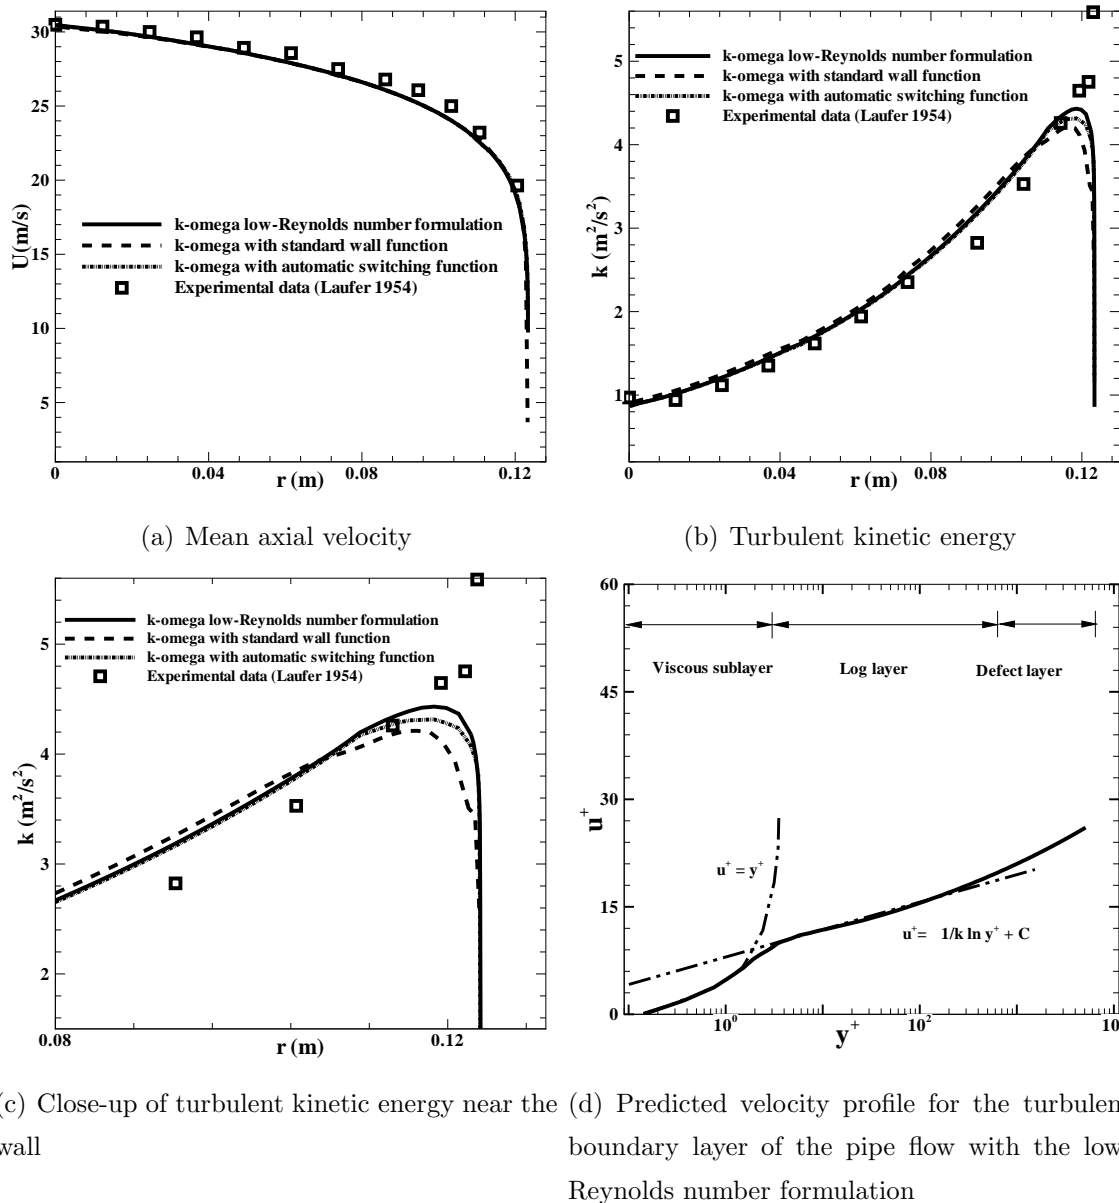 30
25
20
15
10
5
0
0.04
0.08
0.12
U(m/s)
r (m)
k-omega low-Reynolds number formulation
k-omega with standard wall function
k-omega with automatic switching function
Experimental data (Laufer 1954)
(a) Mean axial velocity
5
4
3
2
1
0
0.04
0.08
0.12
k (m²/s²)
r (m)
k-omega low-Reynolds number formulation
k-omega with standard wall function
k-omega with automatic switching function
Experimental data (Laufer 1954)
(b) Turbulent kinetic energy
5
4
3
2
0.08
0.12
k (m²/s²)
r (m)
k-omega low-Reynolds number formulation
k-omega with standard wall function
k-omega with automatic switching function
Experimental data (Laufer 1954)
(c) Close-up of turbulent kinetic energy near the
wall
60
45
30
15
0
10⁰
10²
10
u⁺
y⁺
Viscous sublayer
Log layer
Defect layer
u⁺ = y⁺
u⁺= 1/k ln y⁺ + C
(d) Predicted velocity profile for the turbulen
boundary layer of the pipe flow with the low
Reynolds number formulation